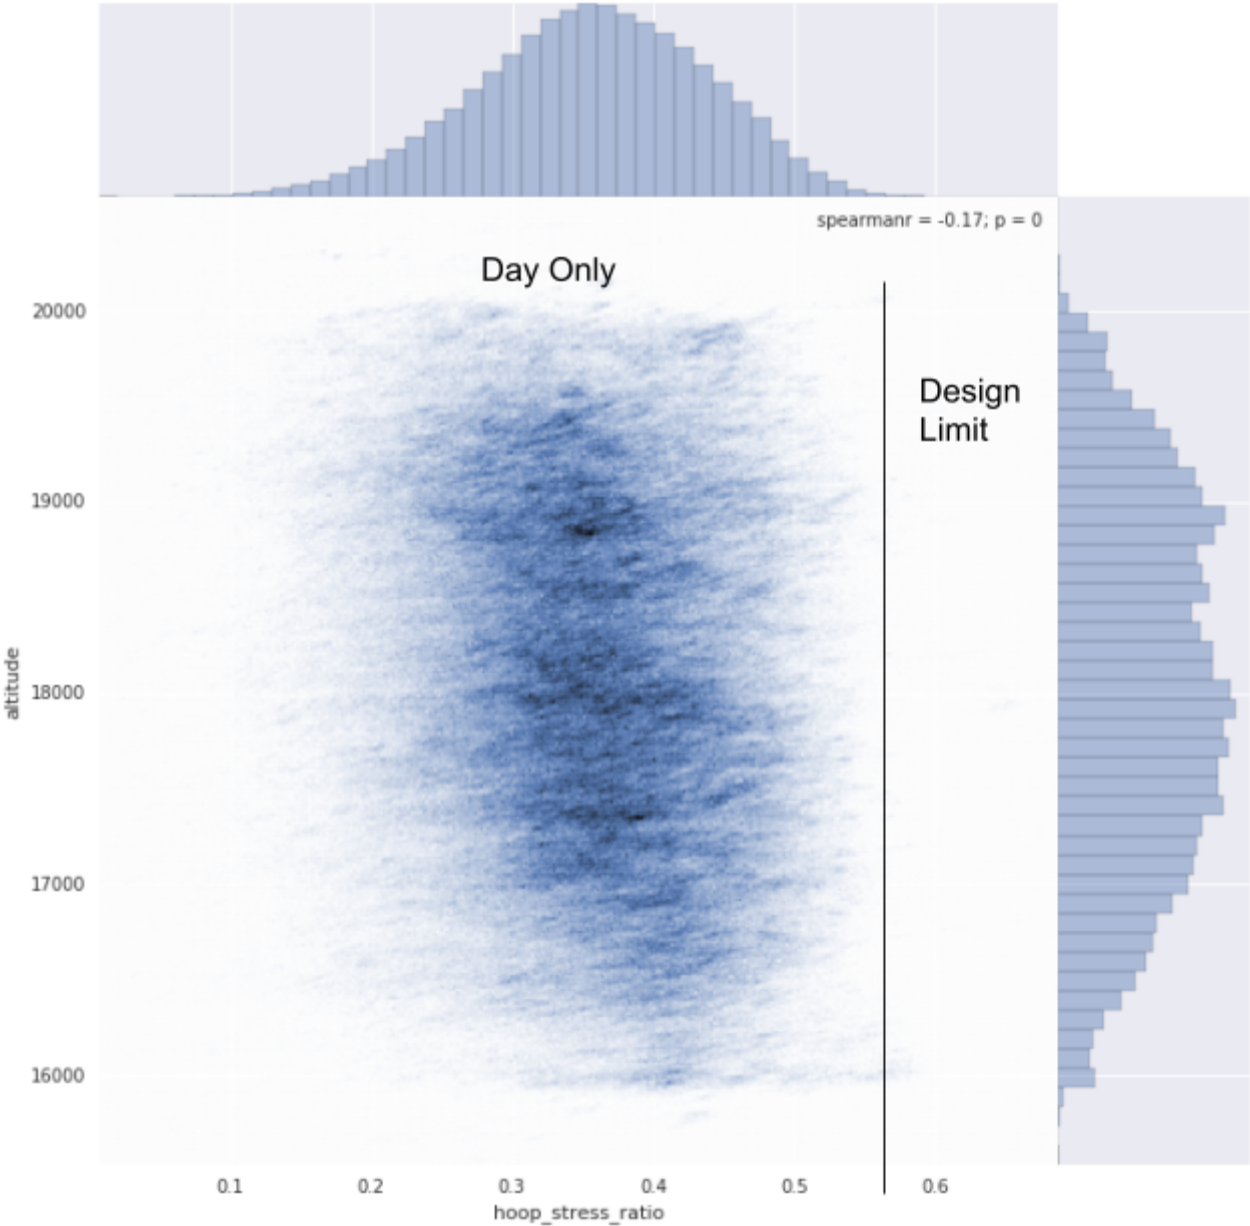 spearmanr = -0.17; p = 0
Day Only
Design
Limit
20000
19000
18000
17000
16000
altitude
0.1 0.2 0.3 0.4 0.5 0.6
hoop_stress_ratio